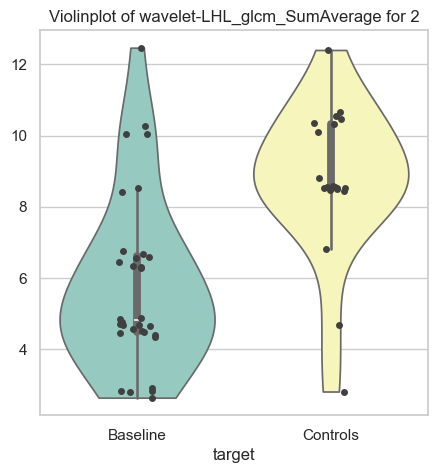 Violinplot of wavelet-LHL_glcm_SumAverage for 2
12
10
8
6
4
Baseline
Controls
target